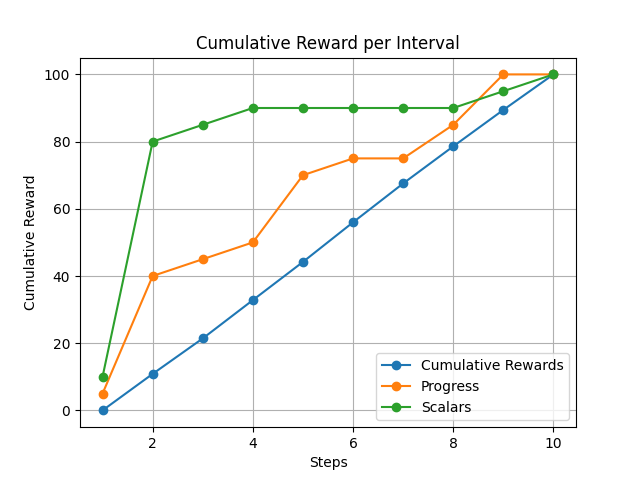 Cumulative Reward per Interval
Cumulative Reward
100
80
60
40
20
0
2
4
6
8
10
Steps
Cumulative Rewards
Progress
Scalars